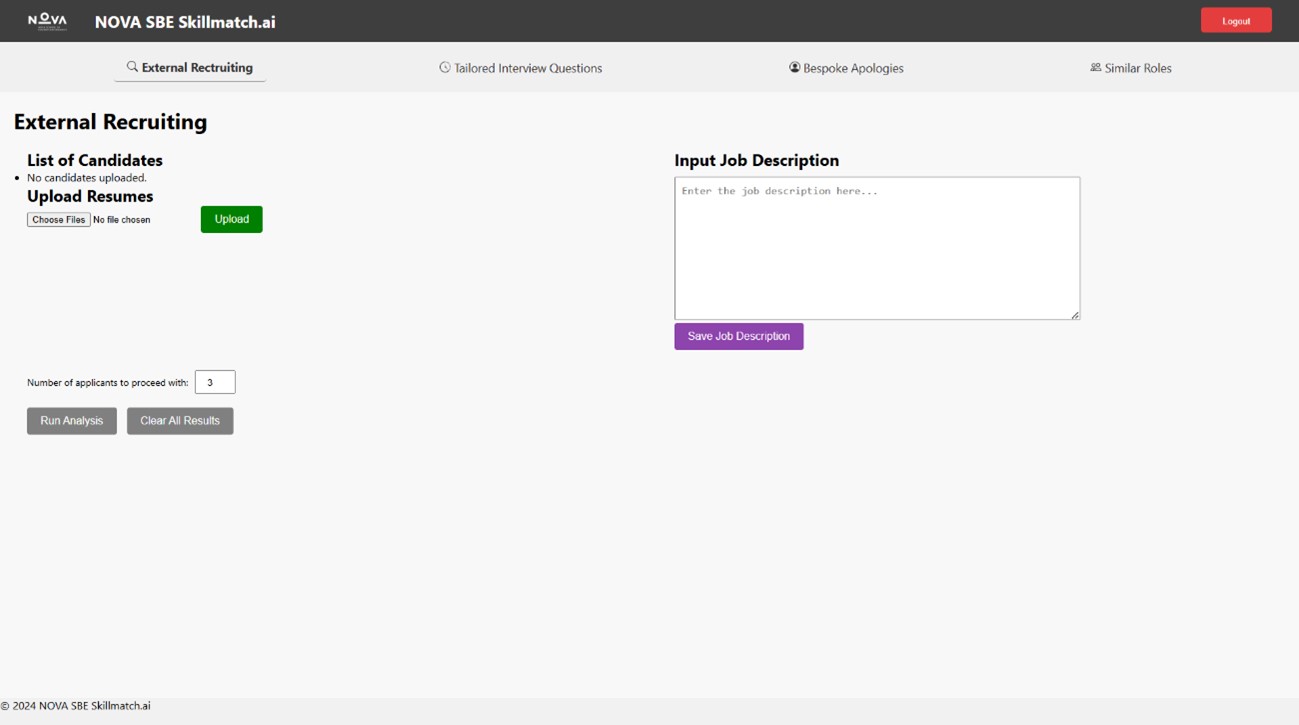 NOVA NOVA SBE Skillmatch.ai Logout
External Rectruiting Tailored Interview Questions Bespoke Apologies Similar Roles
External Recruiting
List of Candidates
No candidates uploaded.
Upload Resumes
Choose Files No file chosen Upload
Input Job Description
Enter the job description here...
Save Job Description
Number of applicants to proceed with: 3
Run Analysis Clear All Results
© 2024 NOVA SBE Skillmatch.ai